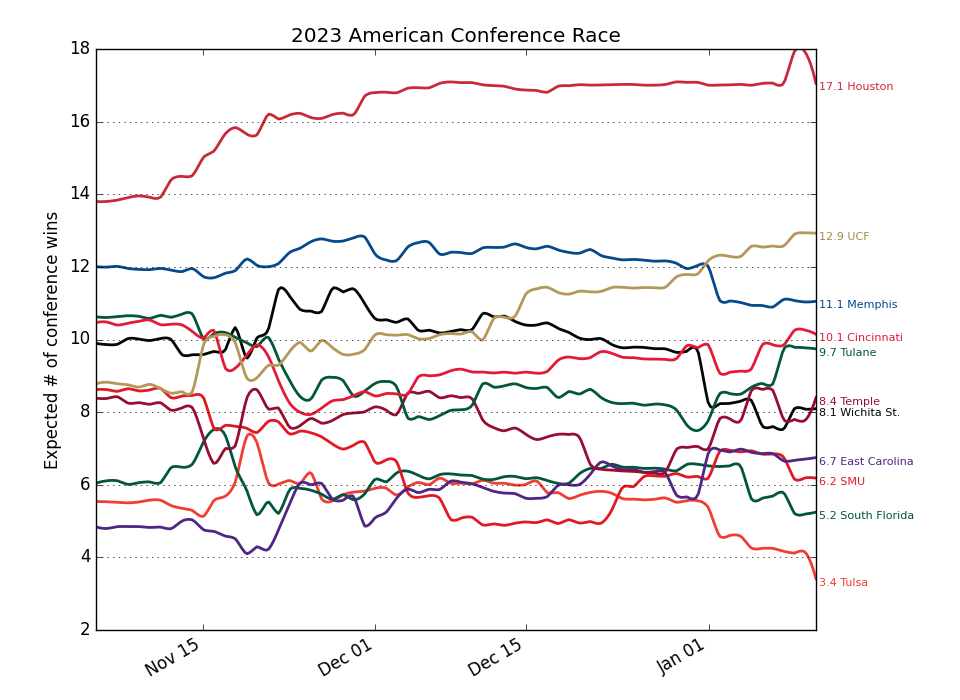 2023 American Conference Race
Expected # of conference wins
18
16
14
12
10
8
6
4
2
Nov 15
Dec 01
Dec 15
Jan 01
17.1 Houston
12.9 UCF
11.1 Memphis
10.1 Cincinnati
9.7 Tulane
8.4 Temple
8.1 Wichita St.
6.7 East Carolina
6.2 SMU
5.2 South Florida
3.4 Tulsa